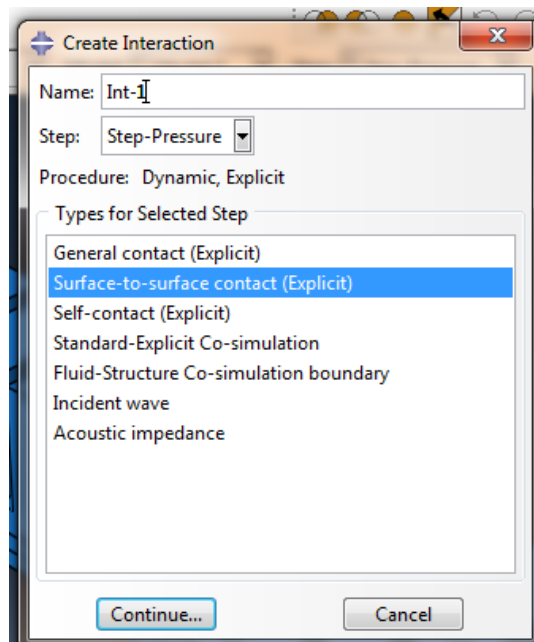 Create Interaction
Name: Int-1
Step: Step-Pressure
Procedure: Dynamic, Explicit
Types for Selected Step
General contact (Explicit)
Surface-to-surface contact (Explicit)
Self-contact (Explicit)
Standard-Explicit Co-simulation
Fluid-Structure Co-simulation boundary
Incident wave
Acoustic impedance
Continue... Cancel